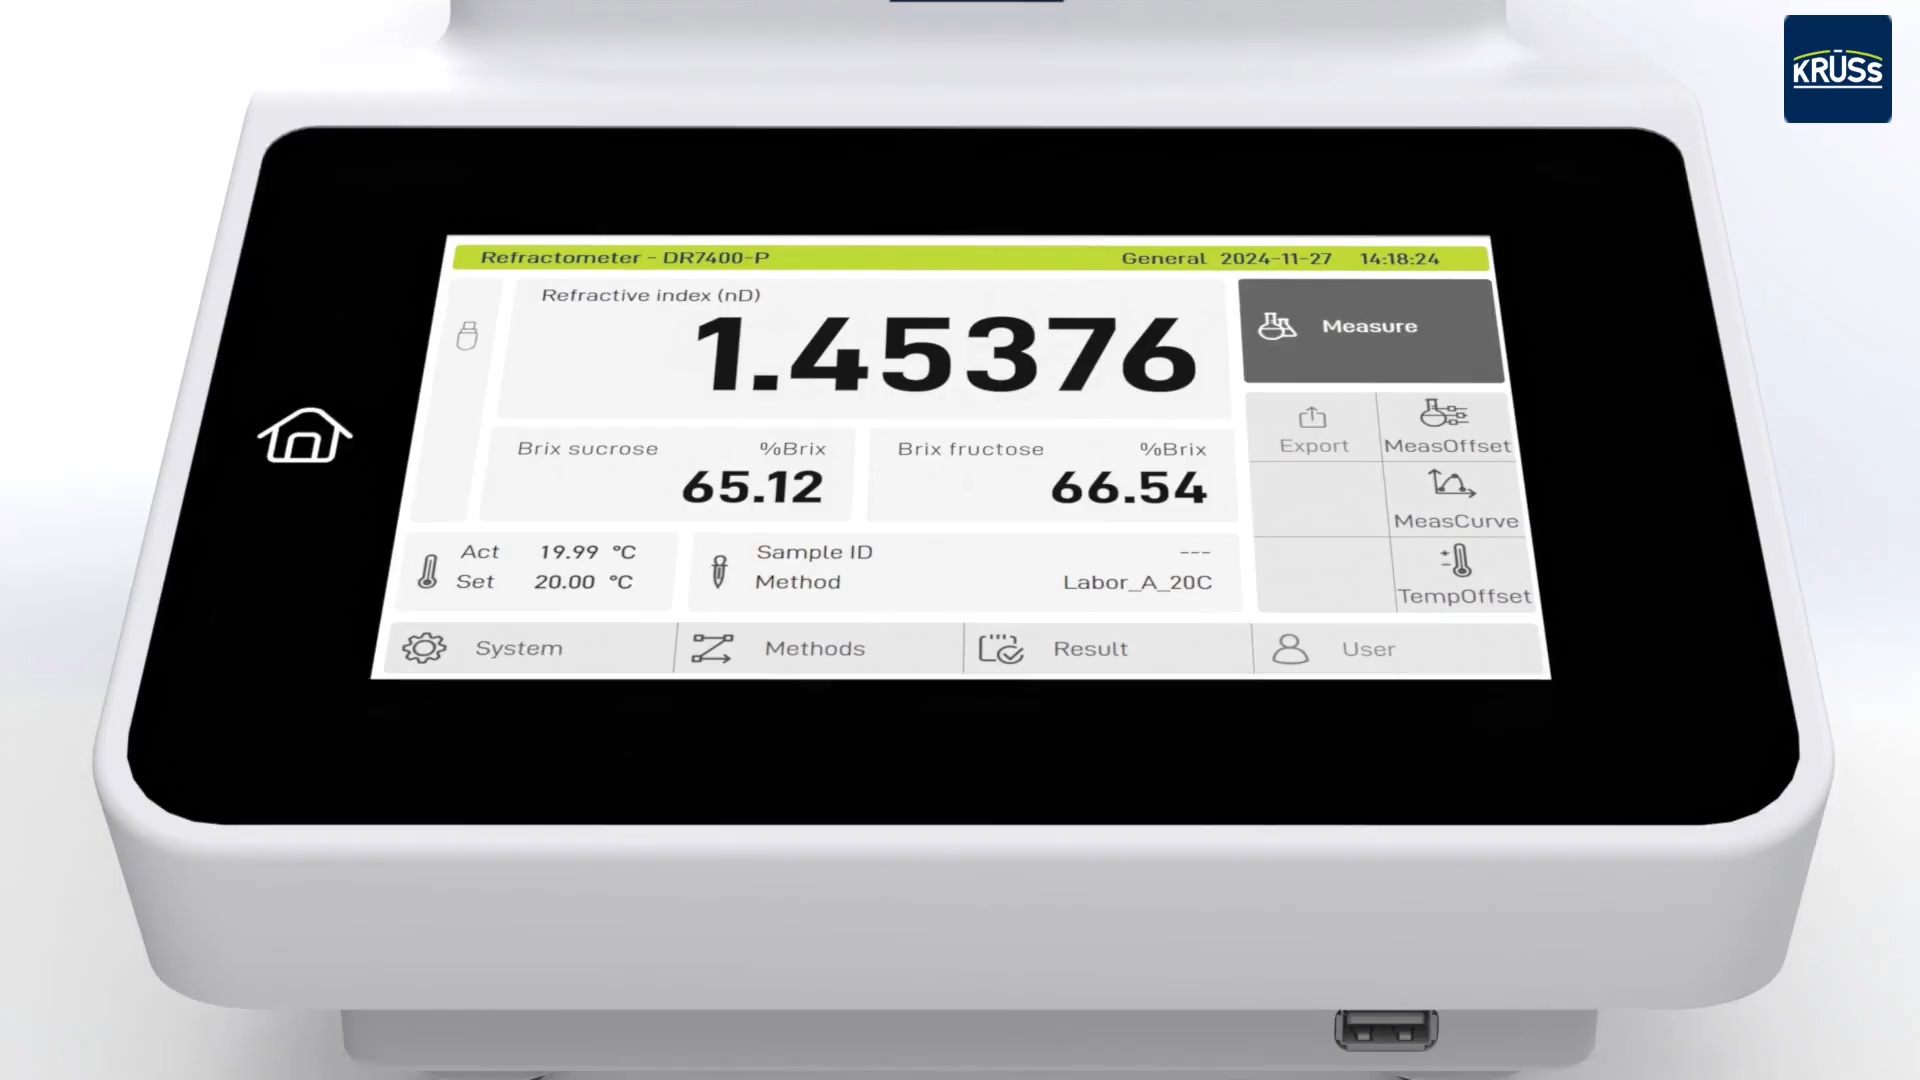 KRÜSS
Refractometer - DR7400-P General 2024-11-27 14:18:24
Refractive index (nD)
1.45376
Measure
Brix sucrose %Brix
65.12
Brix fructose %Brix
66.54
Export
MeasOffset
MeasCurve
TempOffset
Act 19.99 °C
Set 20.00 °C
Sample ID ---
Method Labor_A_20C
System Methods Result User